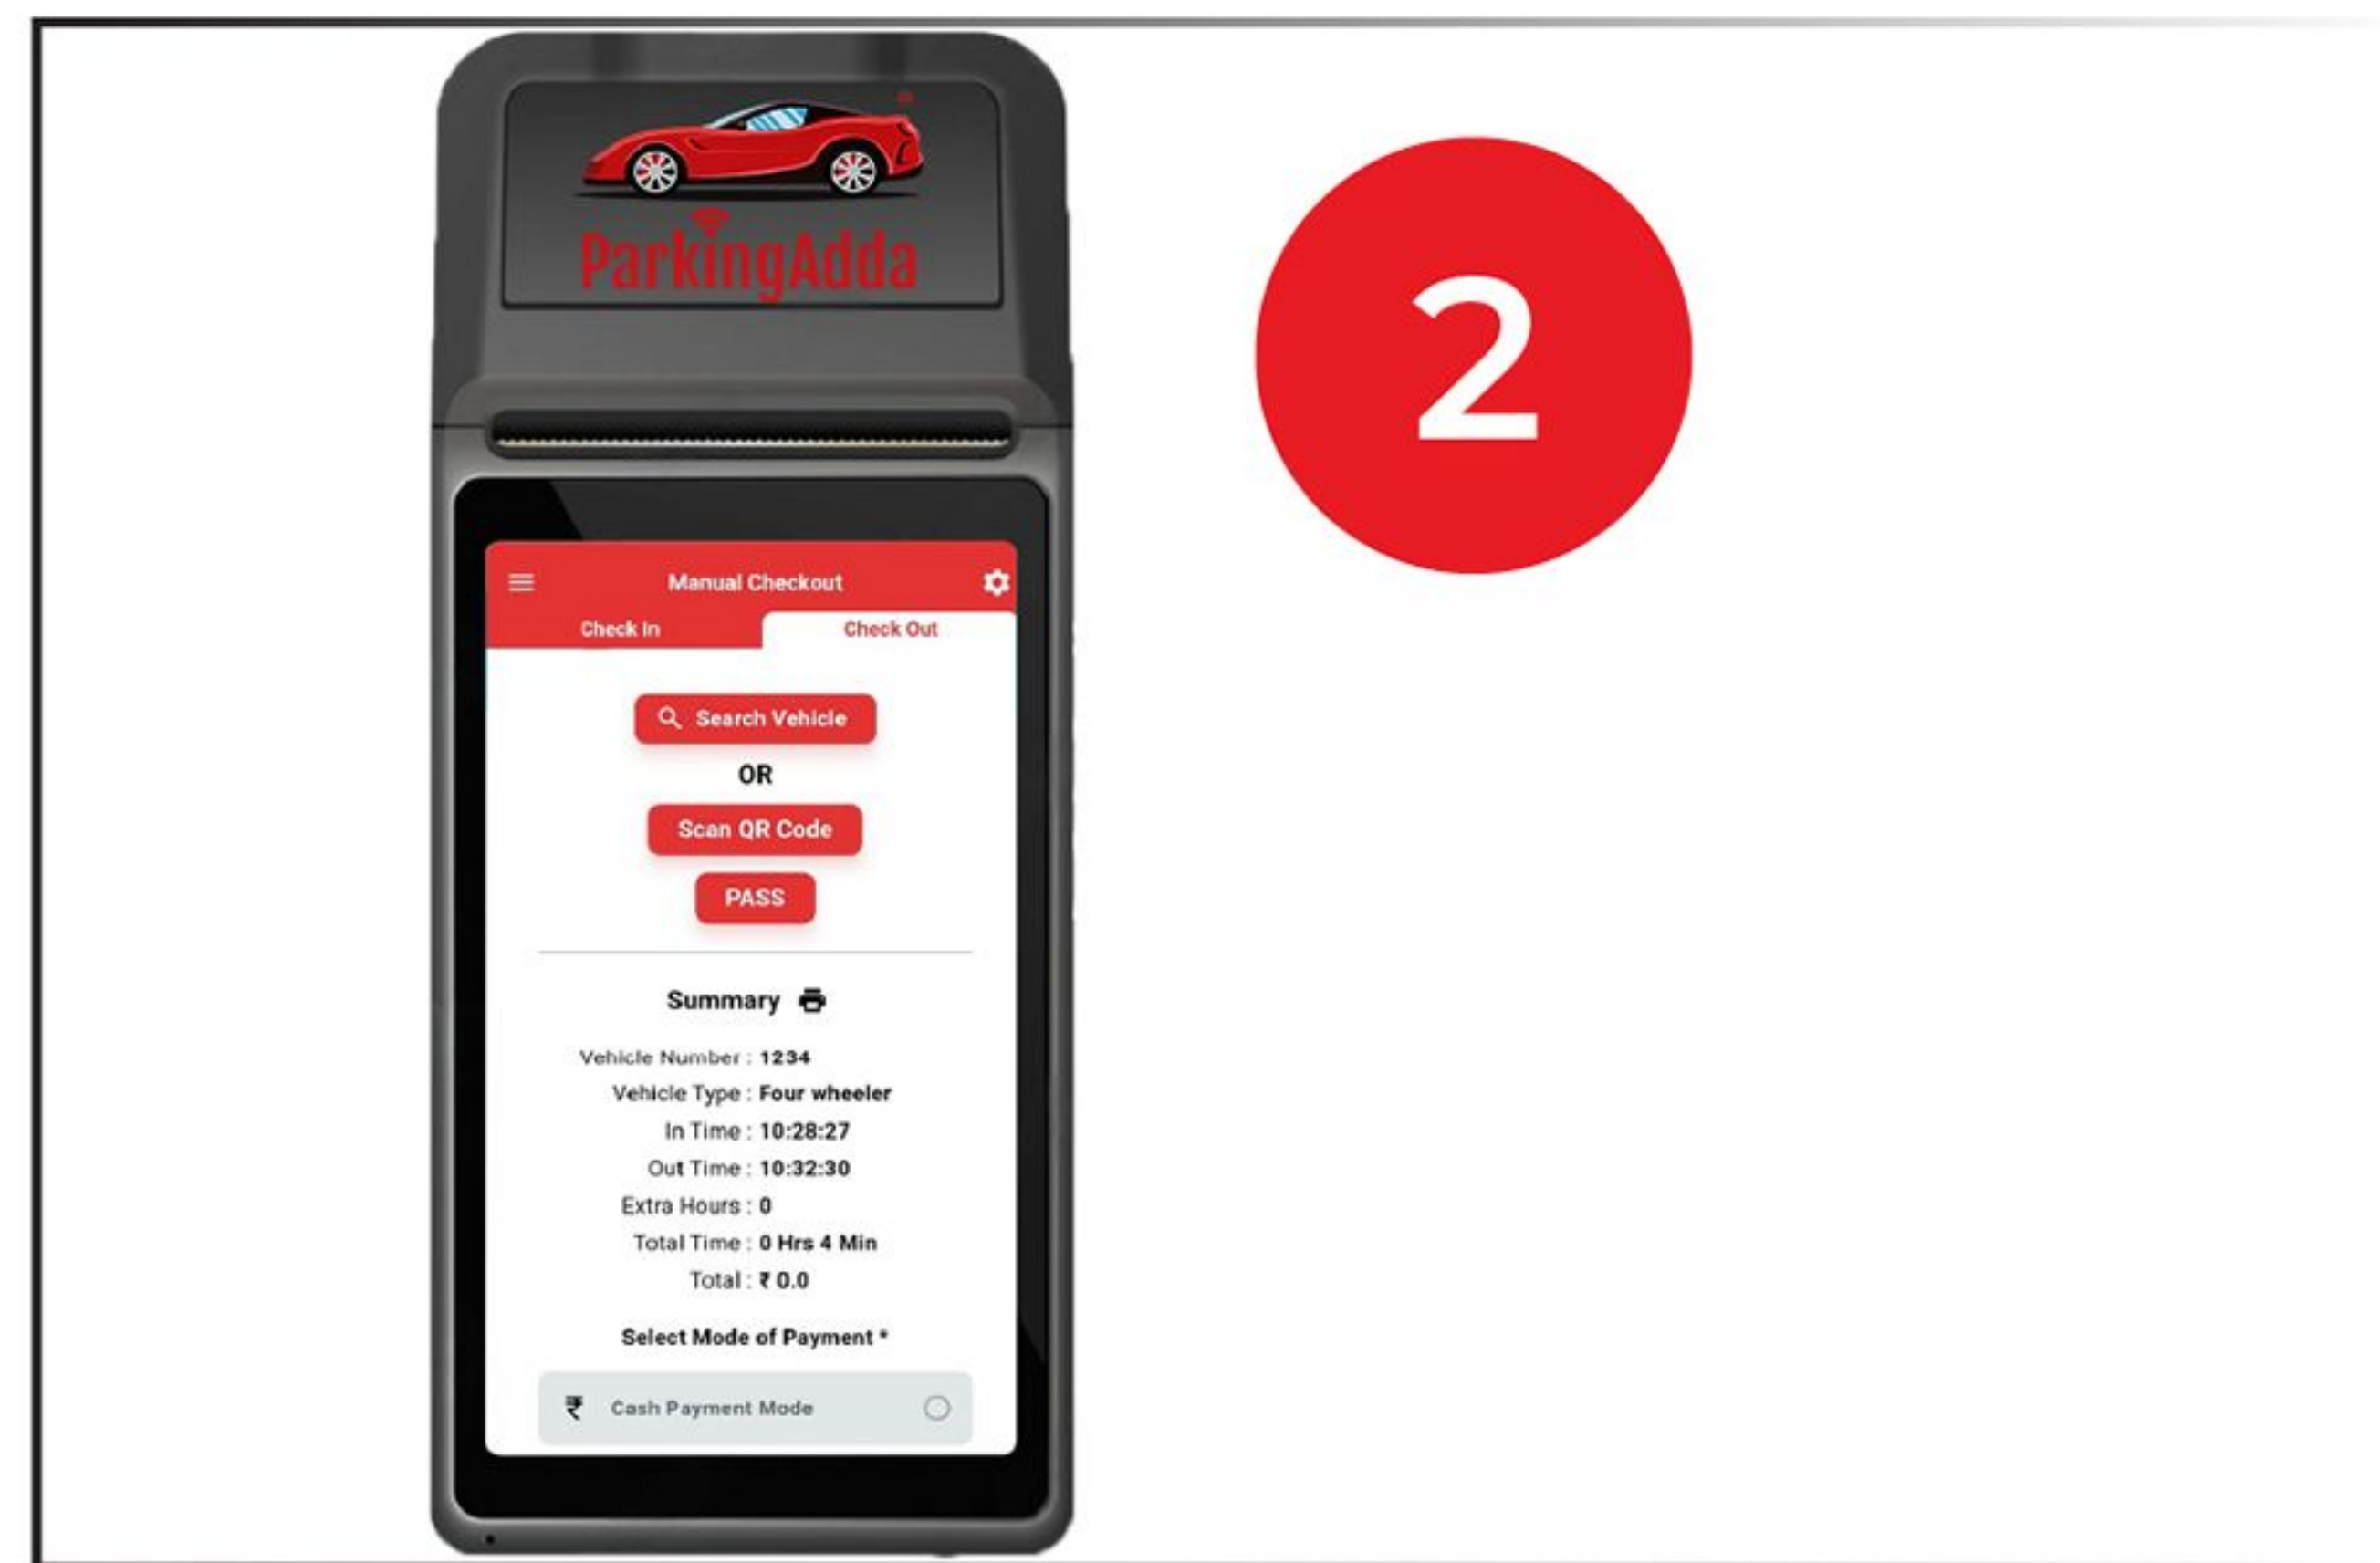 ParkingAdda
2
Manual Checkout
Check In
Check Out
Search Vehicle
OR
Scan QR Code
PASS
Summary
Vehicle Number : 1234
Vehicle Type : Four wheeler
In Time : 10:28:27
Out Time : 10:32:30
Extra Hours : 0
Total Time : 0 Hrs 4 Min
Total : ₹ 0.0
Select Mode of Payment *
₹ Cash Payment Mode